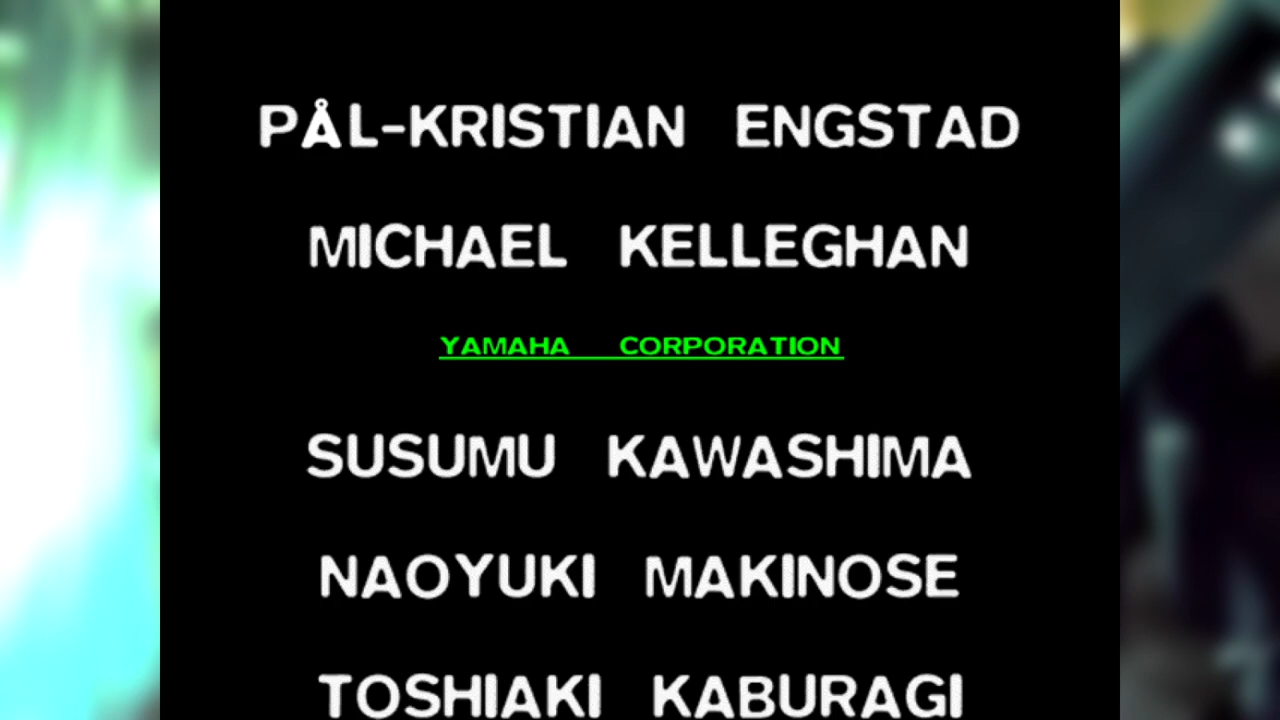 PÅL-KRISTIAN ENGSTAD
MICHAEL KELLEGHAN
YAMAHA CORPORATION
SUSUMU KAWASHIMA
NAOYUKI MAKINOSE
TOSHIAKI KABURAGI